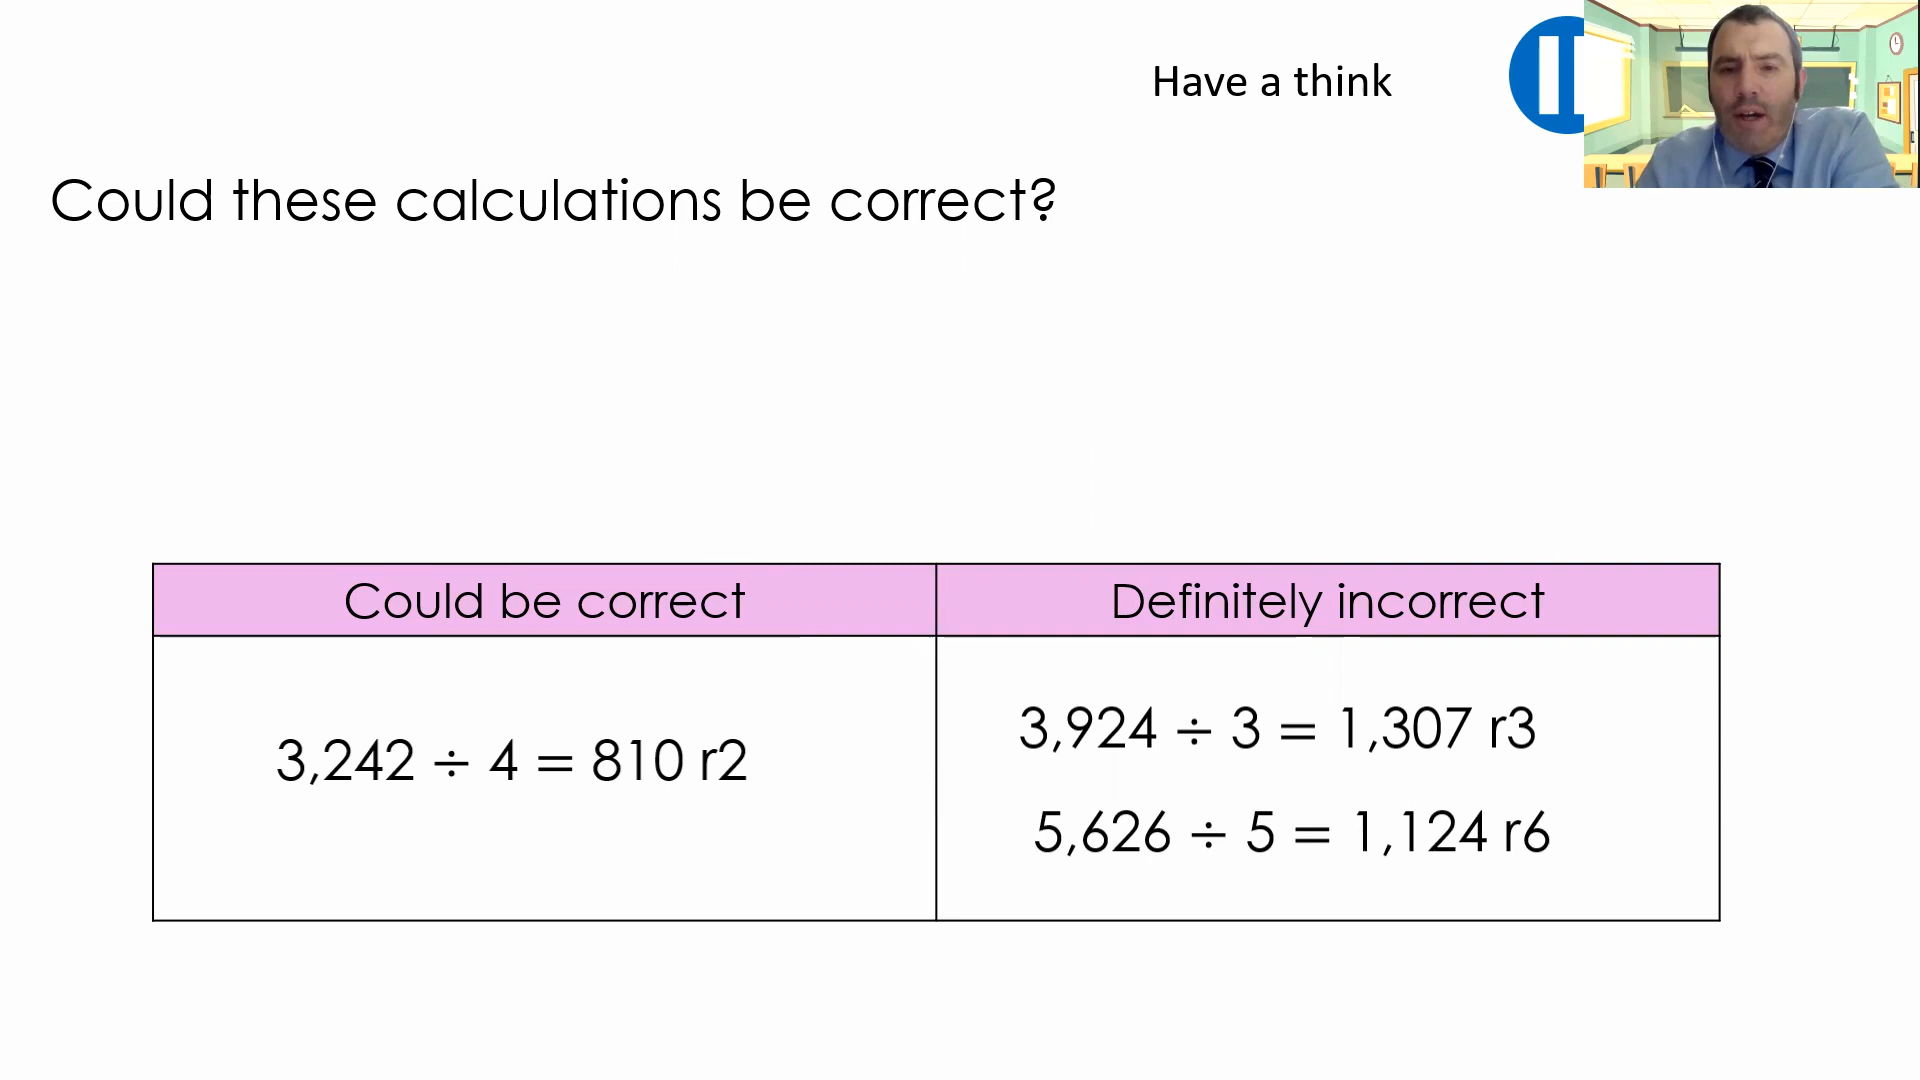 Have a think
Could these calculations be correct?
Could be correct
Definitely incorrect
3,242 ÷ 4 = 810 r2
3,924 ÷ 3 = 1,307 r3
5,626 ÷ 5 = 1,124 r6